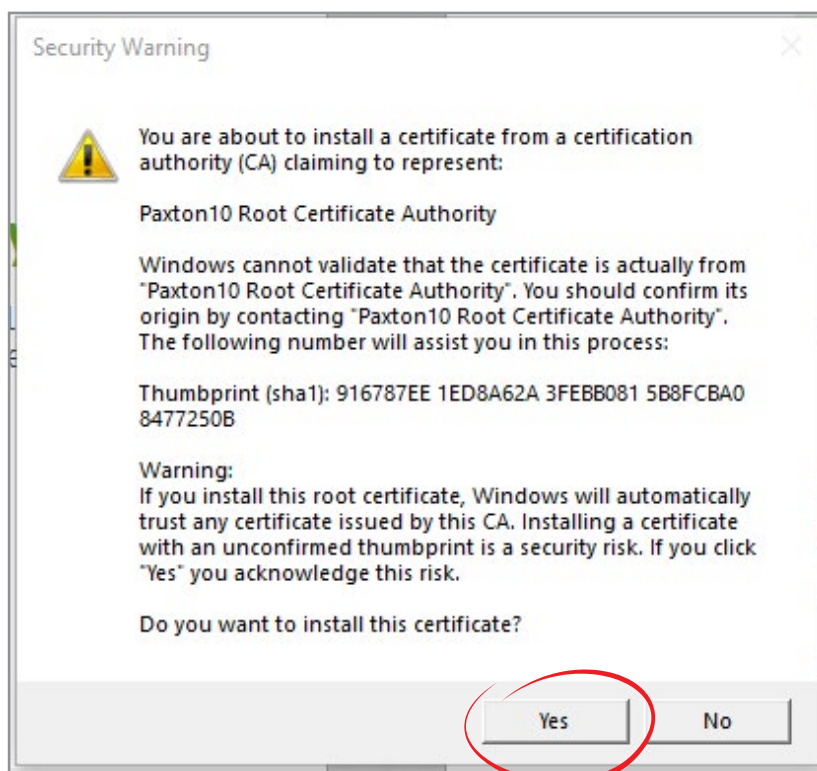 Security Warning
You are about to install a certificate from a certification
authority (CA) claiming to represent:
Paxton10 Root Certificate Authority
Windows cannot validate that the certificate is actually from
"Paxton10 Root Certificate Authority". You should confirm its
origin by contacting "Paxton10 Root Certificate Authority".
The following number will assist you in this process:
Thumbprint (sha1): 916787EE 1ED8A62A 3FEBB081 5B8FCBA0
8477250B
Warning:
If you install this root certificate, Windows will automatically
trust any certificate issued by this CA. Installing a certificate
with an unconfirmed thumbprint is a security risk. If you click
"Yes" you acknowledge this risk.
Do you want to install this certificate?
Yes No